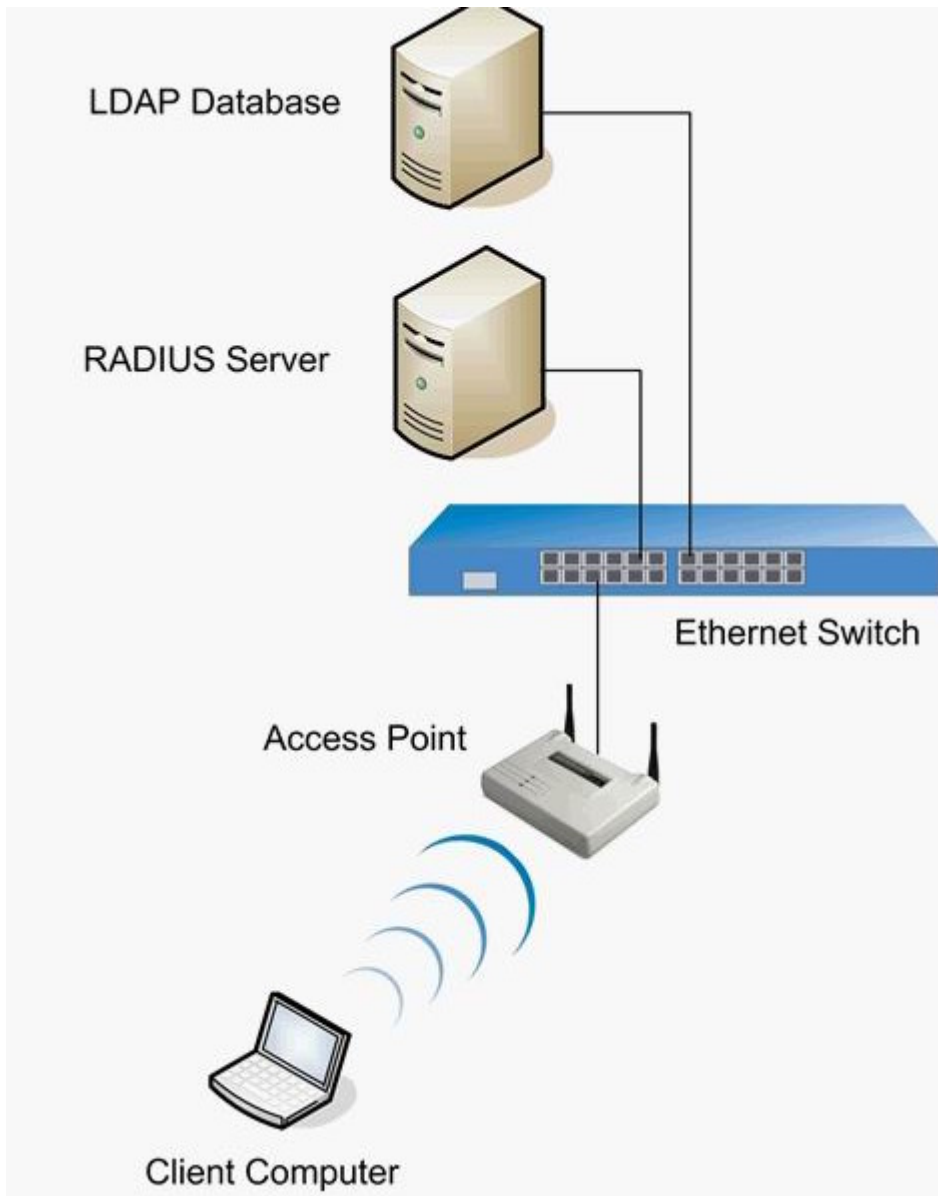 LDAP Database
RADIUS Server
Ethernet Switch
Access Point
Client Computer